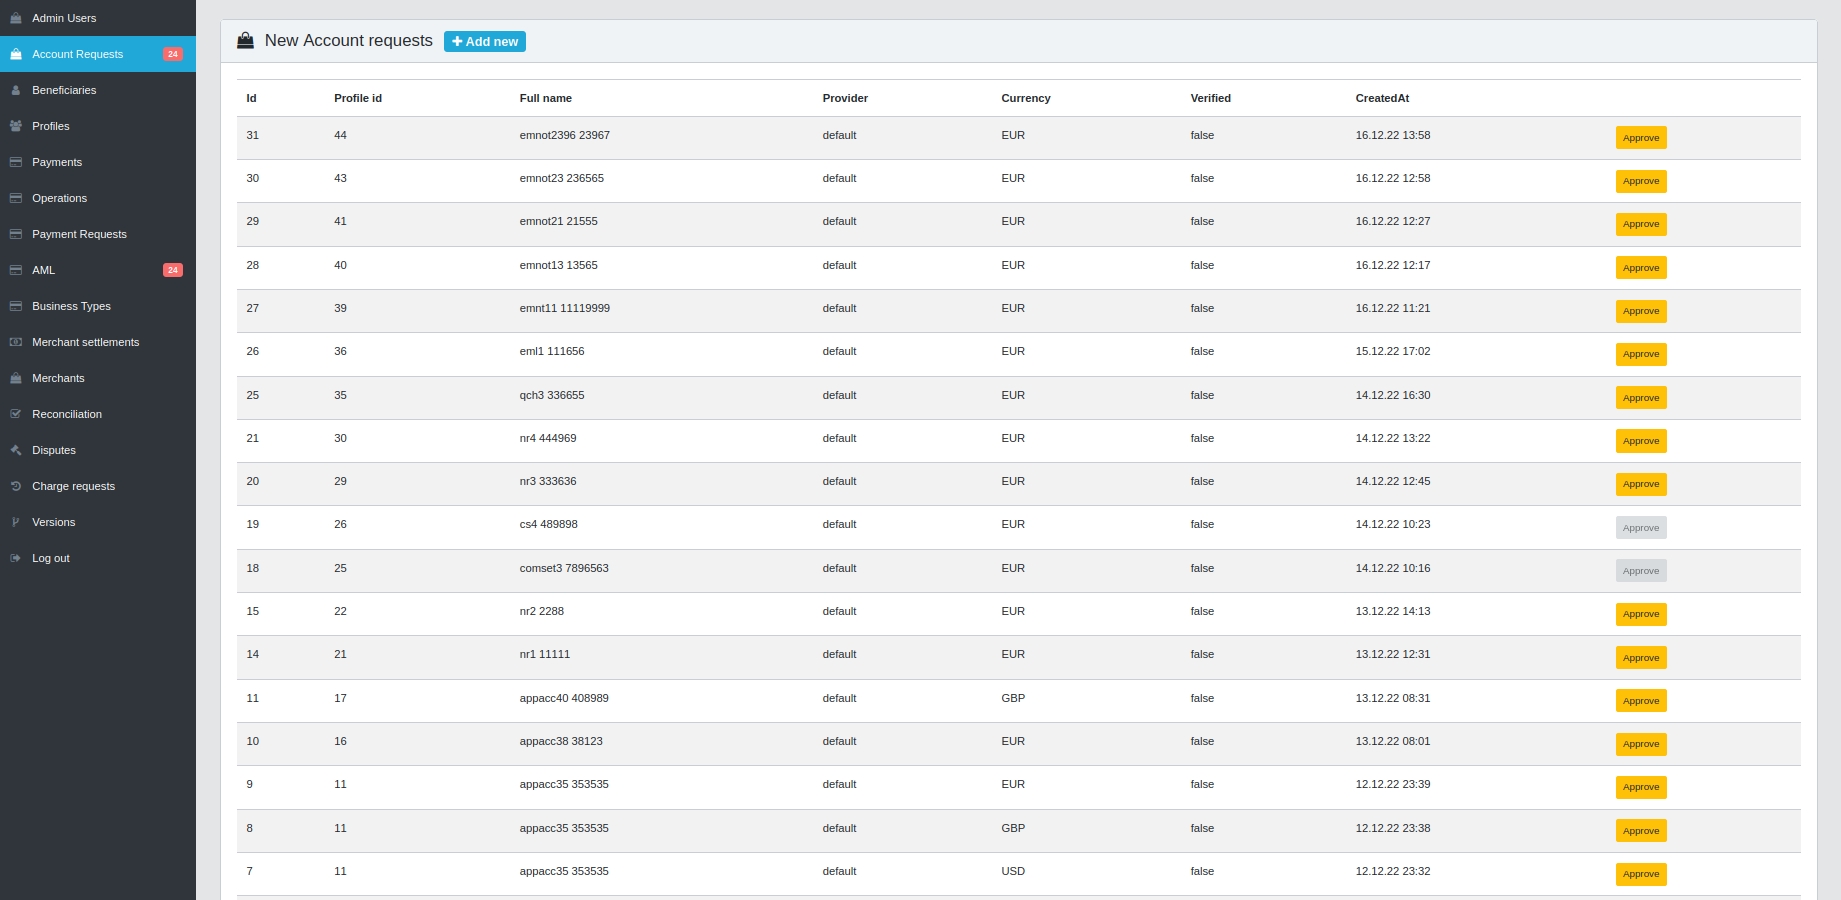 Admin Users
Account Requests 24
Beneficiaries
Profiles
Payments
Operations
Payment Requests
AML 24
Business Types
Merchant settlements
Merchants
Reconciliation
Disputes
Charge requests
Versions
Log out
New Account requests Add new
Id Profile id Full name Provider Currency Verified CreatedAt
31 44 emnot2396 23967 default EUR false 16.12.22 13:58 Approve
30 43 emnot23 236565 default EUR false 16.12.22 12:58 Approve
29 41 emnot21 21555 default EUR false 16.12.22 12:27 Approve
28 40 emnot13 13565 default EUR false 16.12.22 12:17 Approve
27 39 emnt11 11119999 default EUR false 16.12.22 11:21 Approve
26 36 eml1 111656 default EUR false 15.12.22 17:02 Approve
25 35 qch3 336655 default EUR false 14.12.22 16:30 Approve
21 30 nr4 444969 default EUR false 14.12.22 13:22 Approve
20 29 nr3 333636 default EUR false 14.12.22 12:45 Approve
19 26 cs4 489898 default EUR false 14.12.22 10:23 Approve
18 25 comset3 7896563 default EUR false 14.12.22 10:16 Approve
15 22 nr2 2288 default EUR false 13.12.22 14:13 Approve
14 21 nr1 11111 default EUR false 13.12.22 12:31 Approve
11 17 appacc40 408989 default GBP false 13.12.22 08:31 Approve
10 16 appacc38 38123 default EUR false 13.12.22 08:01 Approve
9 11 appacc35 353535 default EUR false 12.12.22 23:39 Approve
8 11 appacc35 353535 default GBP false 12.12.22 23:38 Approve
7 11 appacc35 353535 default USD false 12.12.22 23:32 Approve